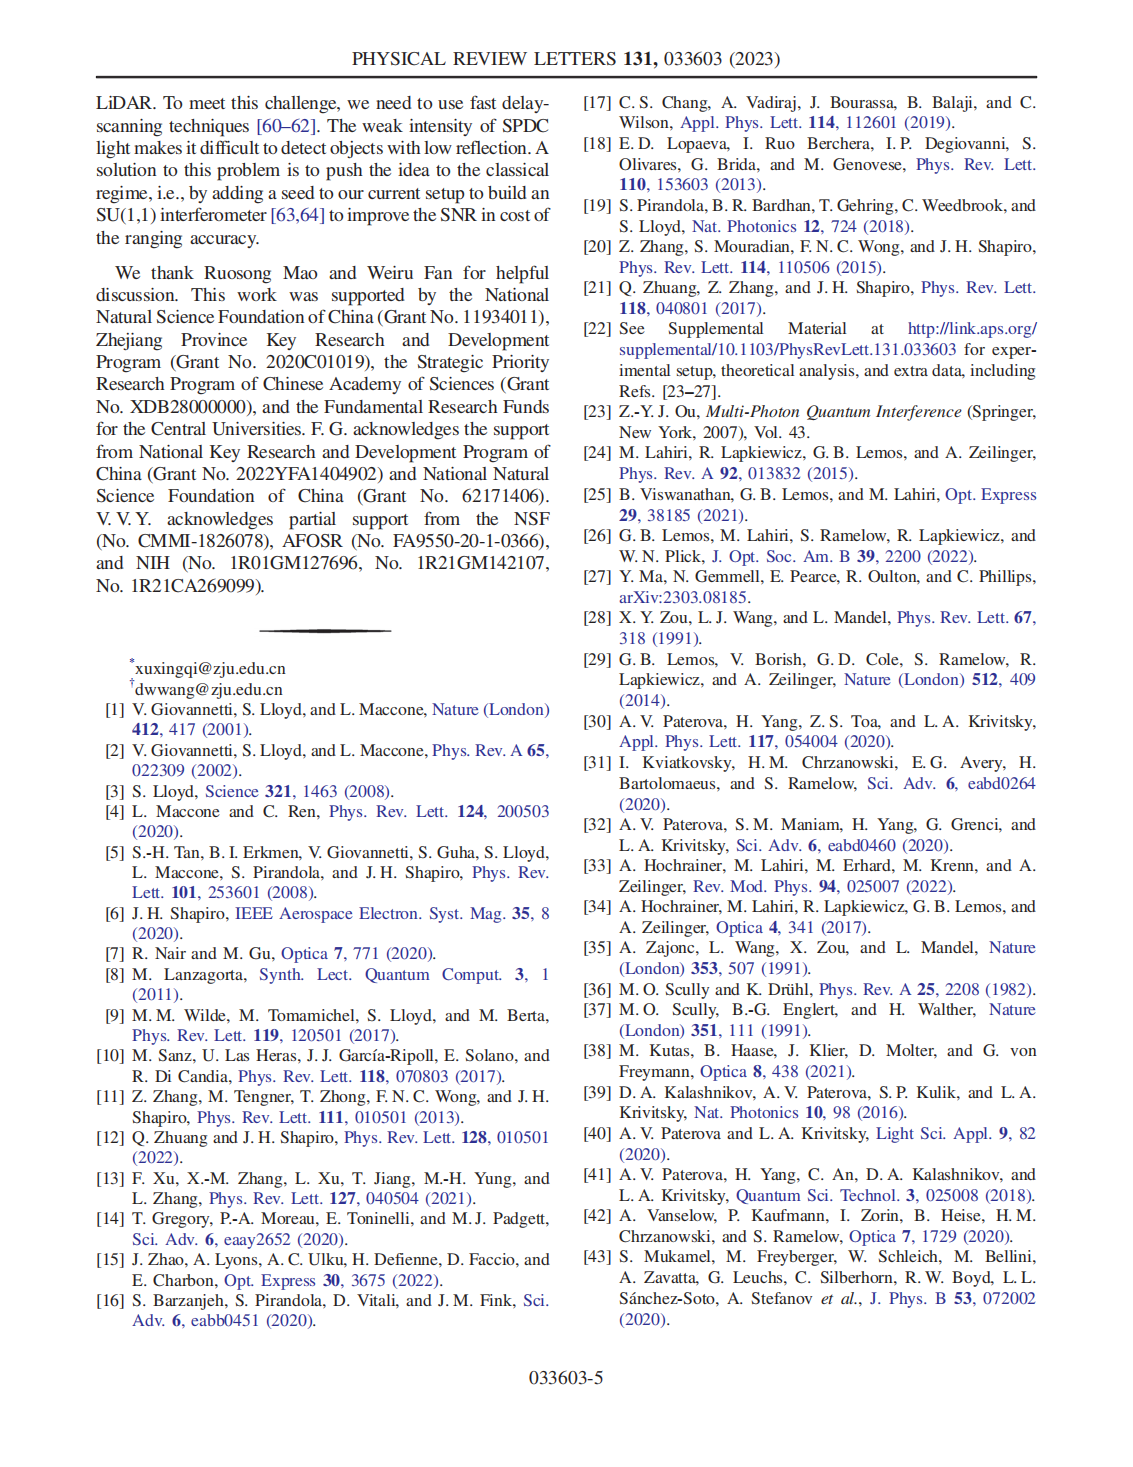 PHYSICAL REVIEW LETTERS 131, 033603 (2023)
LiDAR. To meet this challenge, we need to use fast delay-
scanning techniques [60–62]. The weak intensity of SPDC
light makes it difficult to detect objects with low reflection. A
solution to this problem is to push the idea to the classical
regime, i.e., by adding a seed to our current setup to build an
SU(1,1) interferometer [63,64] to improve the SNR in cost of
the ranging accuracy.
We thank Ruosong Mao and Weiru Fan for helpful
discussion. This work was supported by the National
Natural Science Foundation of China (Grant No. 11934011),
Zhejiang Province Key Research and Development
Program (Grant No. 2020C01019), the Strategic Priority
Research Program of Chinese Academy of Sciences (Grant
No. XDB28000000), and the Fundamental Research Funds
for the Central Universities. F. G. acknowledges the support
from National Key Research and Development Program of
China (Grant No. 2022YFA1404902) and National Natural
Science Foundation of China (Grant No. 62171406).
V. V. Y. acknowledges partial support from the NSF
(No. CMMI-1826078), AFOSR (No. FA9550-20-1-0366),
and NIH (No. 1R01GM127696, No. 1R21GM142107,
No. 1R21CA269099).
*xuxingqi@zju.edu.cn
†dwwang@zju.edu.cn
[1] V. Giovannetti, S. Lloyd, and L. Maccone, Nature (London)
412, 417 (2001).
[2] V. Giovannetti, S. Lloyd, and L. Maccone, Phys. Rev. A 65,
022309 (2002).
[3] S. Lloyd, Science 321, 1463 (2008).
[4] L. Maccone and C. Ren, Phys. Rev. Lett. 124, 200503
(2020).
[5] S.-H. Tan, B. I. Erkmen, V. Giovannetti, S. Guha, S. Lloyd,
L. Maccone, S. Pirandola, and J. H. Shapiro, Phys. Rev.
Lett. 101, 253601 (2008).
[6] J. H. Shapiro, IEEE Aerospace Electron. Syst. Mag. 35, 8
(2020).
[7] R. Nair and M. Gu, Optica 7, 771 (2020).
[8] M. Lanzagorta, Synth. Lect. Quantum Comput. 3, 1
(2011).
[9] M. M. Wilde, M. Tomamichel, S. Lloyd, and M. Berta,
Phys. Rev. Lett. 119, 120501 (2017).
[10] M. Sanz, U. Las Heras, J. J. García-Ripoll, E. Solano, and
R. Di Candia, Phys. Rev. Lett. 118, 070803 (2017).
[11] Z. Zhang, M. Tengner, T. Zhong, F. N. C. Wong, and J. H.
Shapiro, Phys. Rev. Lett. 111, 010501 (2013).
[12] Q. Zhuang and J. H. Shapiro, Phys. Rev. Lett. 128, 010501
(2022).
[13] F. Xu, X.-M. Zhang, L. Xu, T. Jiang, M.-H. Yung, and
L. Zhang, Phys. Rev. Lett. 127, 040504 (2021).
[14] T. Gregory, P.-A. Moreau, E. Toninelli, and M. J. Padgett,
Sci. Adv. 6, eaay2652 (2020).
[15] J. Zhao, A. Lyons, A. C. Ulku, H. Defienne, D. Faccio, and
E. Charbon, Opt. Express 30, 3675 (2022).
[16] S. Barzanjeh, S. Pirandola, D. Vitali, and J. M. Fink, Sci.
Adv. 6, eabb0451 (2020).
[17] C. S. Chang, A. Vadiraj, J. Bourassa, B. Balaji, and C.
Wilson, Appl. Phys. Lett. 114, 112601 (2019).
[18] E. D. Lopaeva, I. Ruo Berchera, I. P. Degiovanni, S.
Olivares, G. Brida, and M. Genovese, Phys. Rev. Lett.
110, 153603 (2013).
[19] S. Pirandola, B. R. Bardhan, T. Gehring, C. Weedbrook, and
S. Lloyd, Nat. Photonics 12, 724 (2018).
[20] Z. Zhang, S. Mouradian, F. N. C. Wong, and J. H. Shapiro,
Phys. Rev. Lett. 114, 110506 (2015).
[21] Q. Zhuang, Z. Zhang, and J. H. Shapiro, Phys. Rev. Lett.
118, 040801 (2017).
[22] See Supplemental Material at http://link.aps.org/
supplemental/10.1103/PhysRevLett.131.033603 for exper-
imental setup, theoretical analysis, and extra data, including
Refs. [23–27].
[23] Z.-Y. J. Ou, Multi-Photon Quantum Interference (Springer,
New York, 2007), Vol. 43.
[24] M. Lahiri, R. Lapkiewicz, G. B. Lemos, and A. Zeilinger,
Phys. Rev. A 92, 013832 (2015).
[25] B. Viswanathan, G. B. Lemos, and M. Lahiri, Opt. Express
29, 38185 (2021).
[26] G. B. Lemos, M. Lahiri, S. Ramelow, R. Lapkiewicz, and
W. N. Plick, J. Opt. Soc. Am. B 39, 2200 (2022).
[27] Y. Ma, N. Gemmell, E. Pearce, R. Oulton, and C. Phillips,
arXiv:2303.08185.
[28] X. Y. Zou, L. J. Wang, and L. Mandel, Phys. Rev. Lett. 67,
318 (1991).
[29] G. B. Lemos, V. Borish, G. D. Cole, S. Ramelow, R.
Lapkiewicz, and A. Zeilinger, Nature (London) 512, 409
(2014).
[30] A. V. Paterova, H. Yang, Z. S. Toa, and L. A. Krivitsky,
Appl. Phys. Lett. 117, 054004 (2020).
[31] I. Kviatkovsky, H. M. Chrzanowski, E. G. Avery, H.
Bartolomaeus, and S. Ramelow, Sci. Adv. 6, eabd0264
(2020).
[32] A. V. Paterova, S. M. Maniam, H. Yang, G. Grenci, and
L. A. Krivitsky, Sci. Adv. 6, eabd0460 (2020).
[33] A. Hochrainer, M. Lahiri, M. Erhard, M. Krenn, and A.
Zeilinger, Rev. Mod. Phys. 94, 025007 (2022).
[34] A. Hochrainer, M. Lahiri, R. Lapkiewicz, G. B. Lemos, and
A. Zeilinger, Optica 4, 341 (2017).
[35] A. Zajonc, L. Wang, X. Zou, and L. Mandel, Nature
(London) 353, 507 (1991).
[36] M. O. Scully and K. Drühl, Phys. Rev. A 25, 2208 (1982).
[37] M. O. Scully, B.-G. Englert, and H. Walther, Nature
(London) 351, 111 (1991).
[38] M. Kutas, B. Haase, J. Klier, D. Molter, and G. von
Freymann, Optica 8, 438 (2021).
[39] D. A. Kalashnikov, A. V. Paterova, S. P. Kulik, and L. A.
Krivitsky, Nat. Photonics 10, 98 (2016).
[40] A. V. Paterova and L. A. Krivitsky, Light Sci. Appl. 9, 82
(2020).
[41] A. V. Paterova, H. Yang, C. An, D. A. Kalashnikov, and
L. A. Krivitsky, Quantum Sci. Technol. 3, 025008 (2018).
[42] A. Vanselow, P. Kaufmann, I. Zorin, B. Heise, H. M.
Chrzanowski, and S. Ramelow, Optica 7, 1729 (2020).
[43] S. Mukamel, M. Freyberger, W. Schleich, M. Bellini,
A. Zavatta, G. Leuchs, C. Silberhorn, R. W. Boyd, L. L.
Sánchez-Soto, A. Stefanov et al., J. Phys. B 53, 072002
(2020).
033603-5